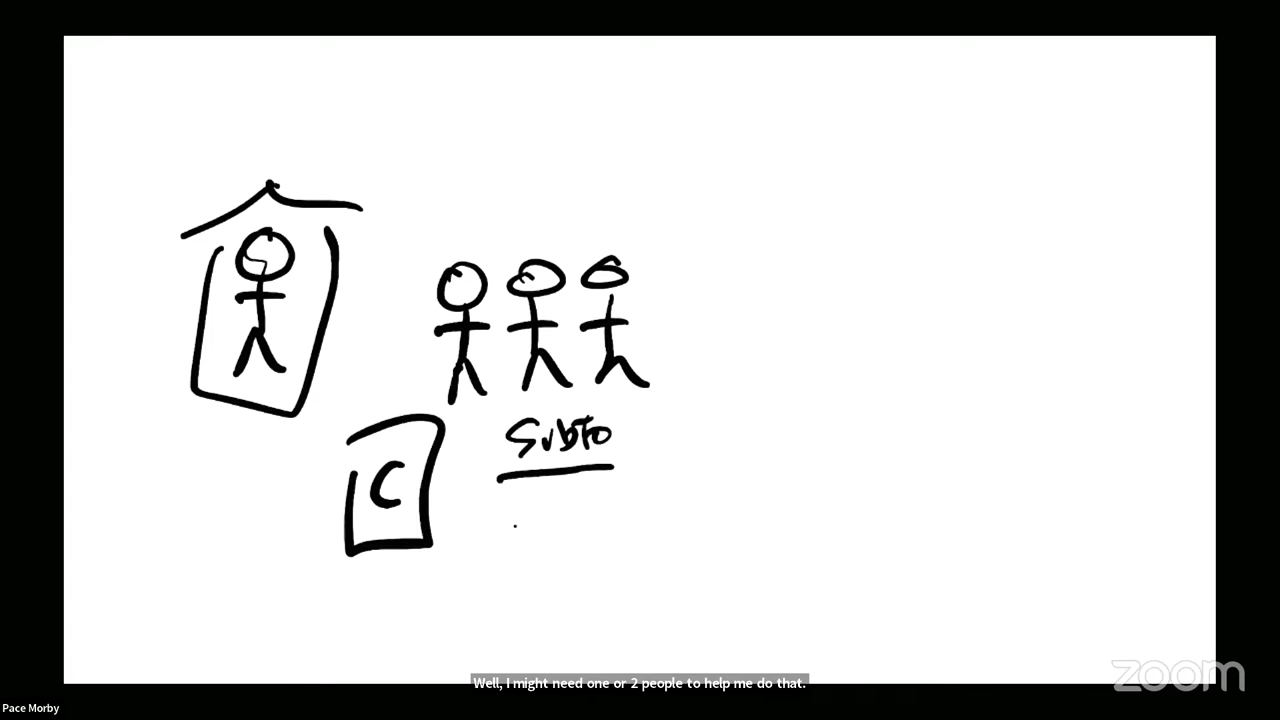 C
SubTo
Well, I might need one or 2 people to help me do that.
zoom
Pace Morby